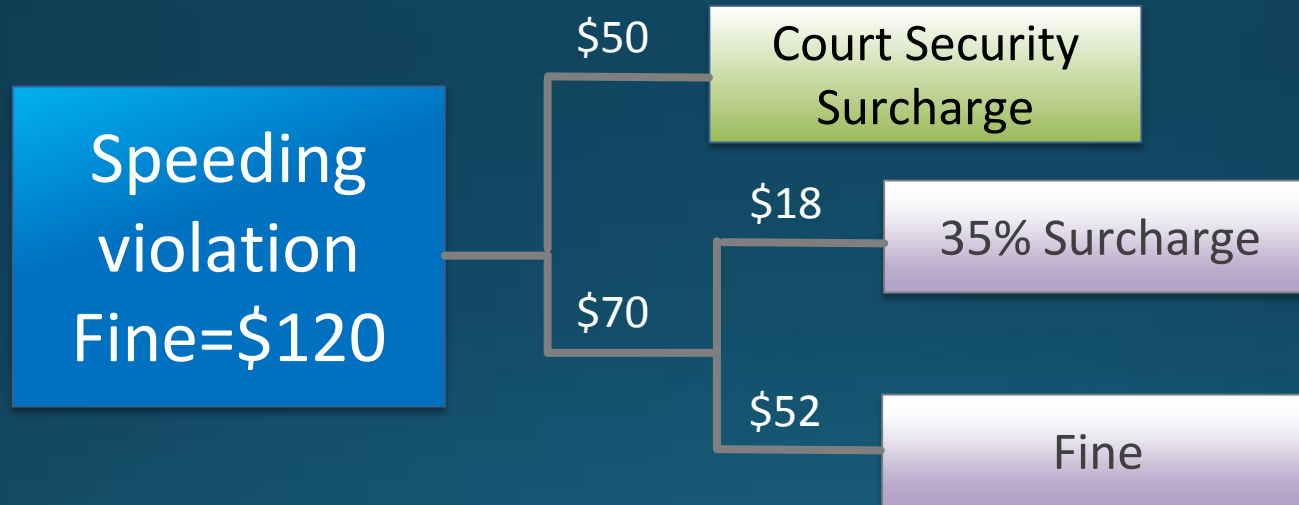 Speeding
violation
Fine=$120
$50
Court Security
Surcharge
$70
$18
35% Surcharge
$52
Fine